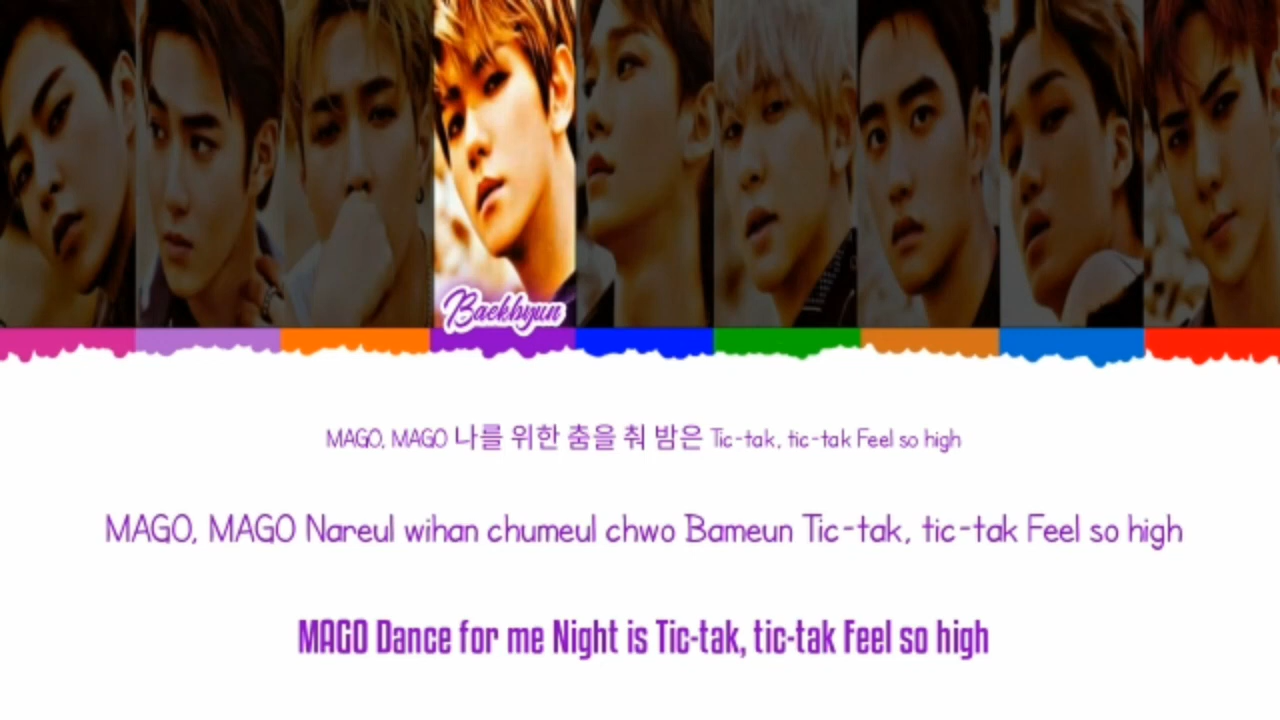 Baekhyun
MAGO, MAGO 나를 위한 춤을 춰 밤은 Tic-tak, tic-tak Feel so high
MAGO, MAGO Nareul wihan chumeul chwo Bameun Tic-tak, tic-tak Feel so high
MAGO Dance for me Night is Tic-tak, tic-tak Feel so high